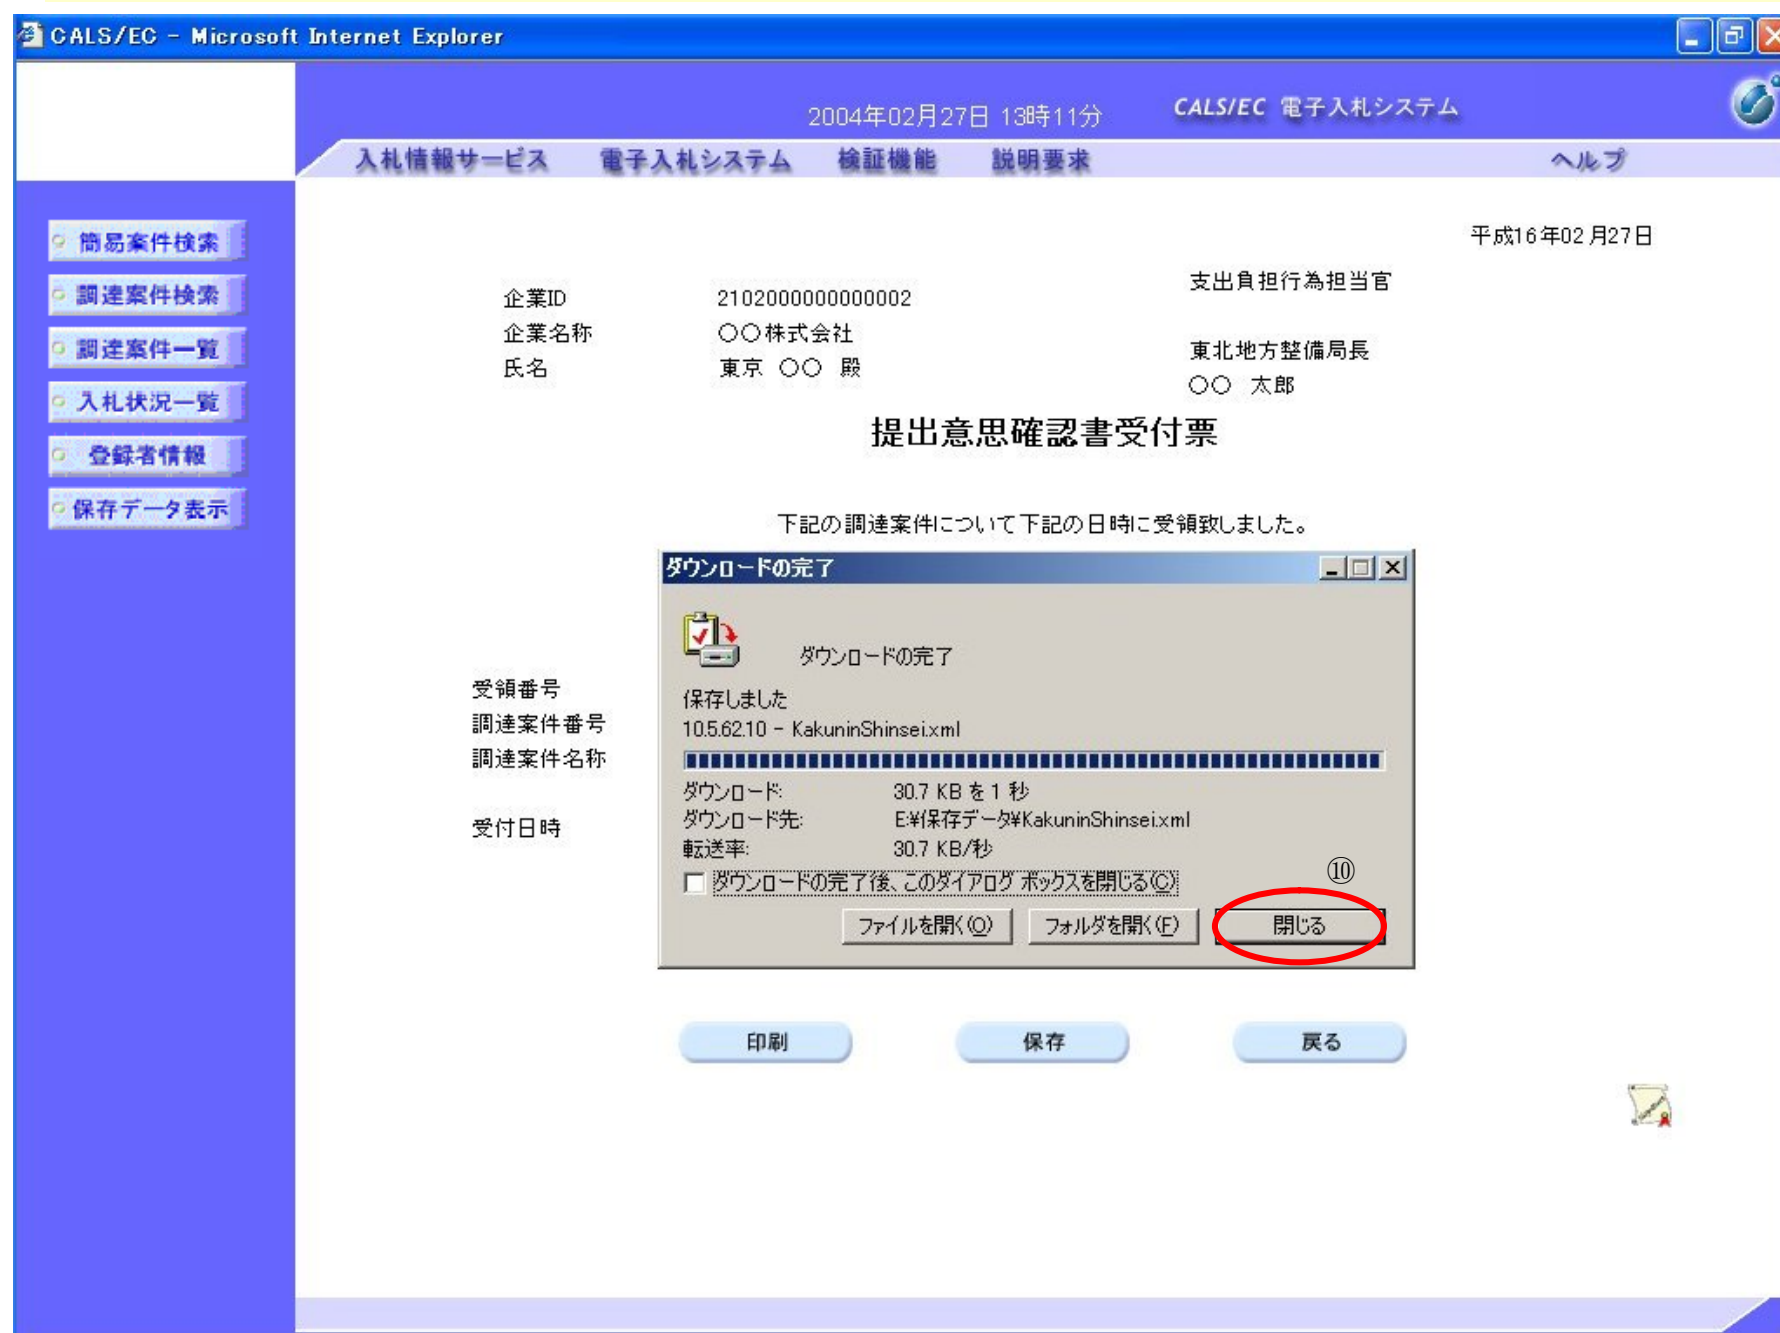 CALS/EC - Microsoft Internet Explorer
2004年02月27日 13時11分
CALS/EC 電子入札システム
入札情報サービス 電子入札システム 検証機能 説明要求 ヘルプ
簡易案件検索
調達案件検索
調達案件一覧
入札状況一覧
登録者情報
保存データ表示
平成16年02月27日
支出負担行為担当官
企業ID 2102000000000002
企業名称 〇〇株式会社
東北地方整備局長
氏名 東京 〇〇 殿
〇〇 太郎
提出意思確認書受付票
下記の調達案件について下記の日時に受領致しました。
受領番号
調達案件番号
調達案件名称
受付日時
ダウンロードの完了
ダウンロードの完了
保存しました
10.5.62.10 - KakuninShinsei.xml
ダウンロード: 30.7 KB を 1 秒
ダウンロード先: E:¥保存データ¥KakuninShinsei.xml
転送率: 30.7 KB/秒
⑩
ダウンロードの完了後、このダイアログ ボックスを閉じる(C)
ファイルを開く(O) フォルダを開く(F) 閉じる
印刷 保存 戻る